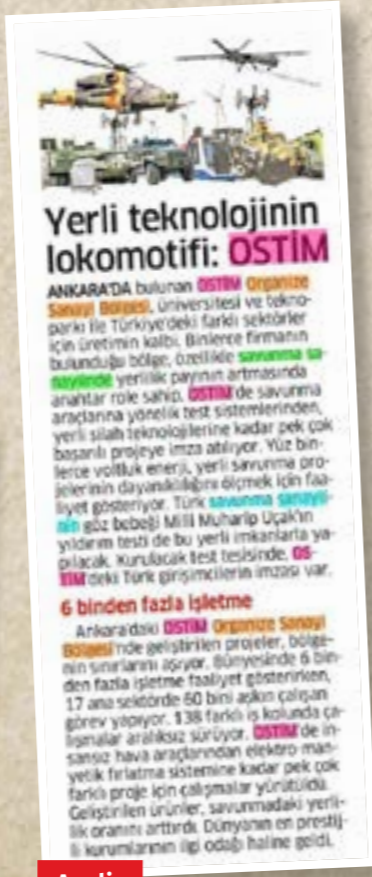 Yerli teknolojinin
lokomotifi: OSTİM
ANKARA'DA bulunan OSTİM Organize
Sanayi Bölgesi, üniversitesi ve tekno-
parkı ile Türkiye'deki farklı sektörler
için üretimin kalbi. Binlerce firmanın
bulunduğu bölge, özellikle savunma sa-
nayiinde yerlilik payının artmasında
anahtar role sahip. OSTİM'de savunma
araçlarına yönelik test sistemlerinden,
yerli silah teknolojilerine kadar pek çok
başarılı projeye imza atılıyor. Yüz bin-
lerce voltluk enerji, yerli savunma pro-
jelerinin dayanıklılığını ölçmek için faa-
liyet gösteriyor. Türk savunma sanayii-
nin göz bebeği Milli Muharip Uçak'ın
yıldırım testi de bu yerli imkanlarla ya-
pılacak. Kurulacak test tesisinde, OS-
TİM'deki Türk girişimcilerin imzası var.
6 binden fazla işletme
Ankara'daki OSTİM Organize Sanayi
Bölgesi'nde geliştirilen projeler, bölge-
nin sınırlarını aşıyor. Bünyesinde 6 bin-
den fazla işletme faaliyet gösterirken,
17 ana sektörde 60 bini aşkın çalışan
görev yapıyor. 138 farklı iş kolunda ça-
lışmalar aralıksız sürüyor. OSTİM'de in-
sansız hava araçlarından elektro man-
yetik fırlatma sistemine kadar pek çok
farklı proje için çalışmalar yürütüldü.
Geliştirilen ürünler, savunmadaki yerli-
lik oranını arttırdı. Dünyanın en prestij-
li kurumlarının ilgi odağı haline geldi.